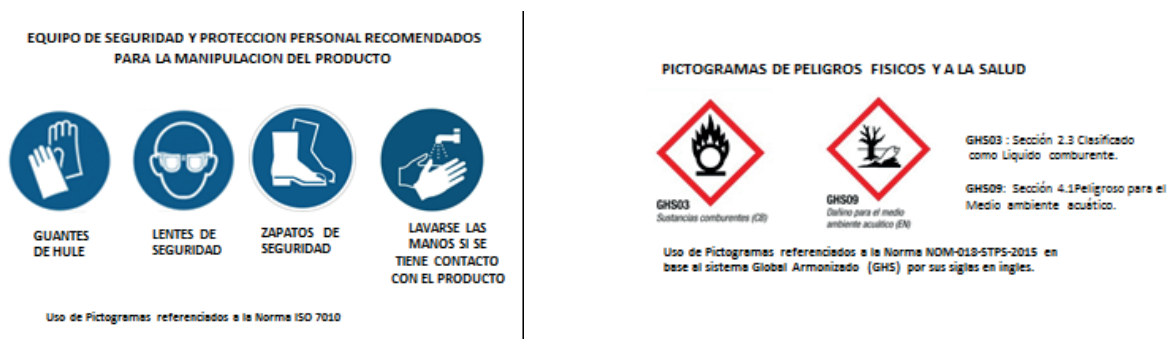 EQUIPO DE SEGURIDAD Y PROTECCION PERSONAL RECOMENDADOS
PARA LA MANIPULACION DEL PRODUCTO
GUANTES
DE HULE
LENTES DE
SEGURIDAD
ZAPATOS DE
SEGURIDAD
LAVARSE LAS
MANOS SI SE
TIENE CONTACTO
CON EL PRODUCTO
Uso de Pictogramas referenciados a la Norma ISO 7010
PICTOGRAMAS DE PELIGROS FISICOS Y A LA SALUD
GHS03
Sustancias comburentes (CB)
GHS09
Dañino para el medio
ambiente acuático (EN)
GHS03 : Sección 2.3 Clasificado
como Liquido comburente.
GHS09: Sección 4.1Peligroso para el
Medio ambiente acuático.
Uso de Pictogramas referenciados a la Norma NOM-018-STPS-2015 en
base al sistema Global Armonizado (GHS) por sus siglas en ingles.